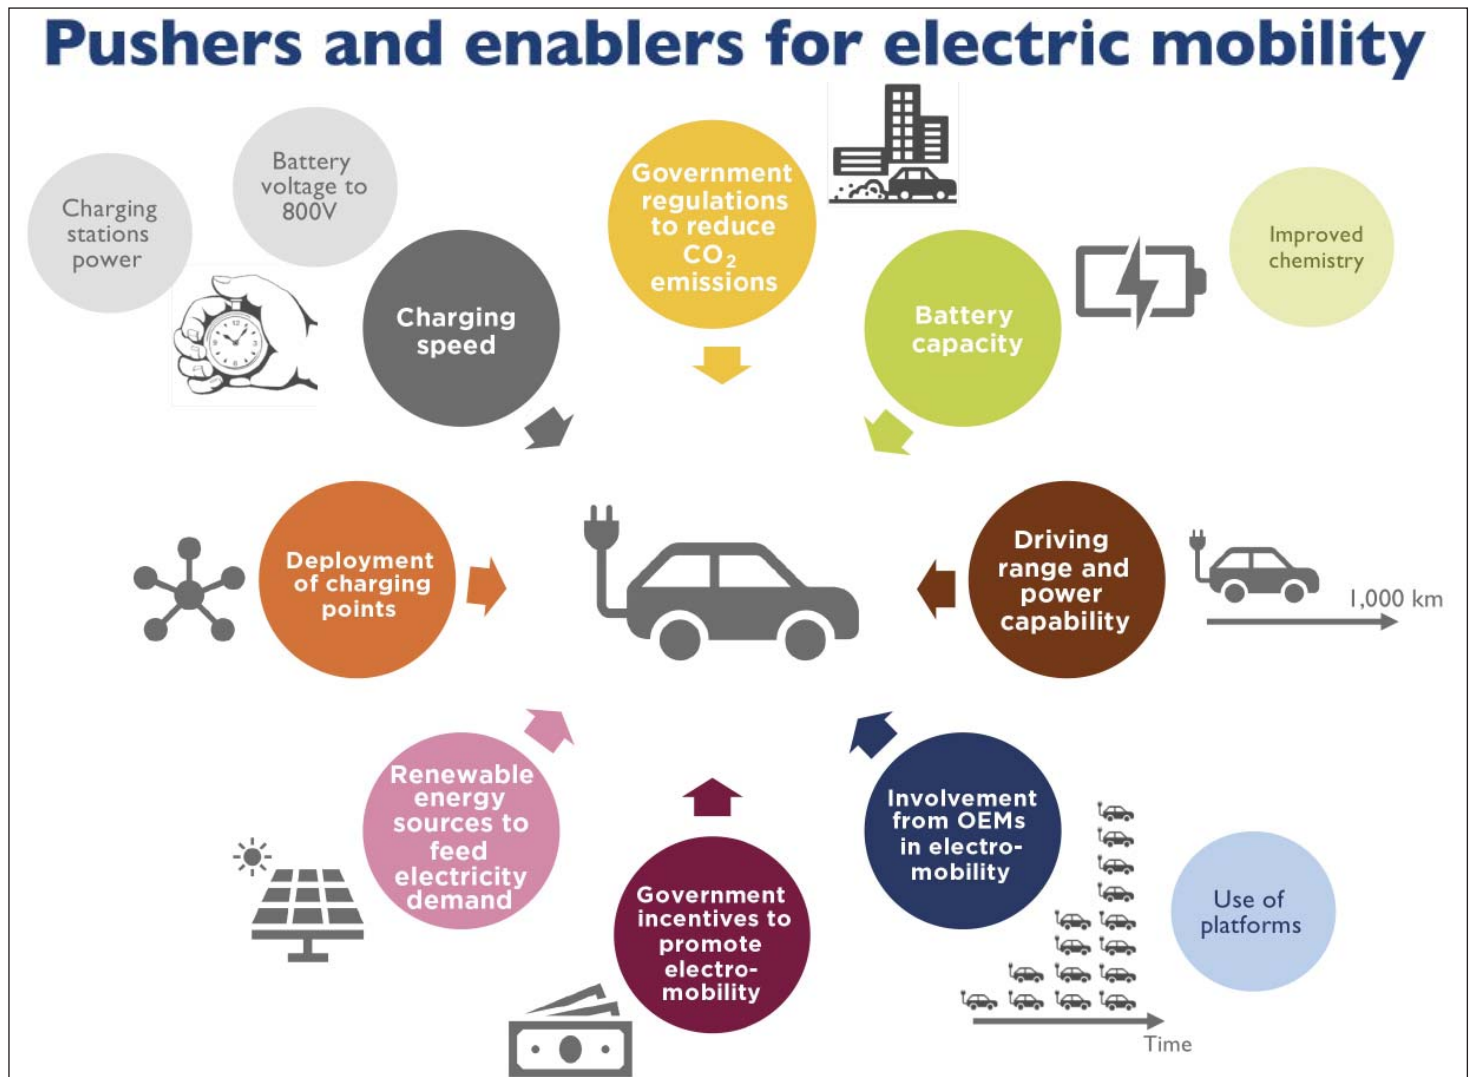 Pushers and enablers for electric mobility
Charging
stations
power
Battery
voltage to
800V
Charging
speed
Government
regulations
to reduce
CO₂
emissions
Battery
capacity
Improved
chemistry
Deployment
of charging
points
Driving
range and
power
capability
1,000 km
Renewable
energy
sources to
feed
electricity
demand
Government
incentives to
promote
electro-
mobility
Involvement
from OEMs
in electro-
mobility
Use of
platforms
Time